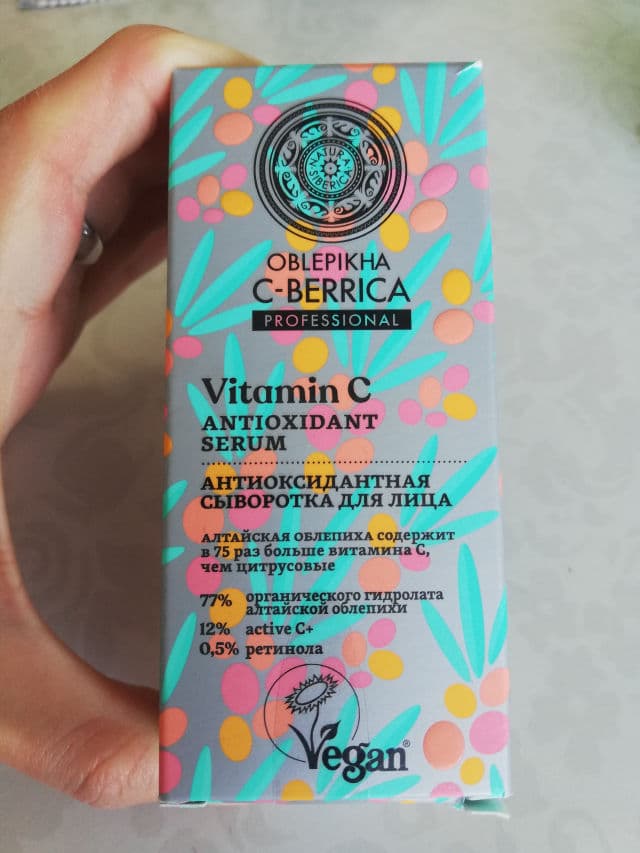 NATURA
SIBERICA
OBLEPIKHA
C-BERRICA
PROFESSIONAL
Vitamin C
ANTIOXIDANT
SERUM
АНТИОКСИДАНТНАЯ
СЫВОРОТКА ДЛЯ ЛИЦА
АЛТАЙСКАЯ ОБЛЕПИХА содержит
в 75 раз больше витамина С,
чем цитрусовые
77% органического гидролата
алтайской облепихи
12% active C+
0,5% ретинола
Vegan®